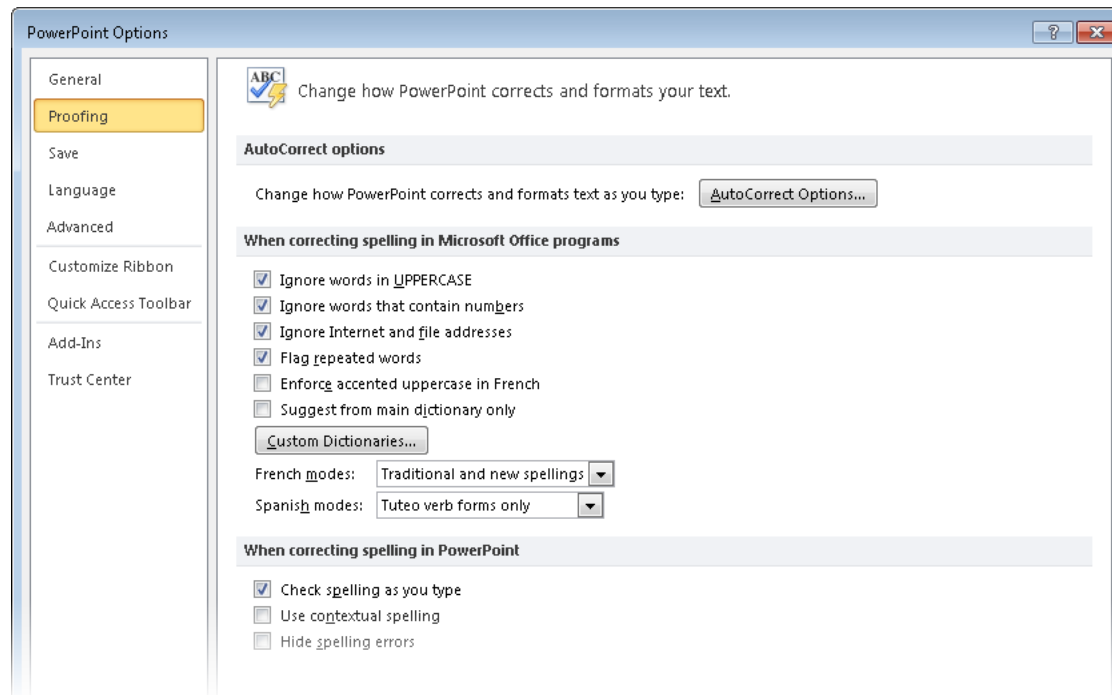 PowerPoint Options
General
Proofing
Save
Language
Advanced
Customize Ribbon
Quick Access Toolbar
Add-Ins
Trust Center
ABC
Change how PowerPoint corrects and formats your text.
AutoCorrect options
Change how PowerPoint corrects and formats text as you type: AutoCorrect Options...
When correcting spelling in Microsoft Office programs
Ignore words in UPPERCASE
Ignore words that contain numbers
Ignore Internet and file addresses
Flag repeated words
Enforce accented uppercase in French
Suggest from main dictionary only
Custom Dictionaries...
French modes: Traditional and new spellings
Spanish modes: Tuteo verb forms only
When correcting spelling in PowerPoint
Check spelling as you type
Use contextual spelling
Hide spelling errors